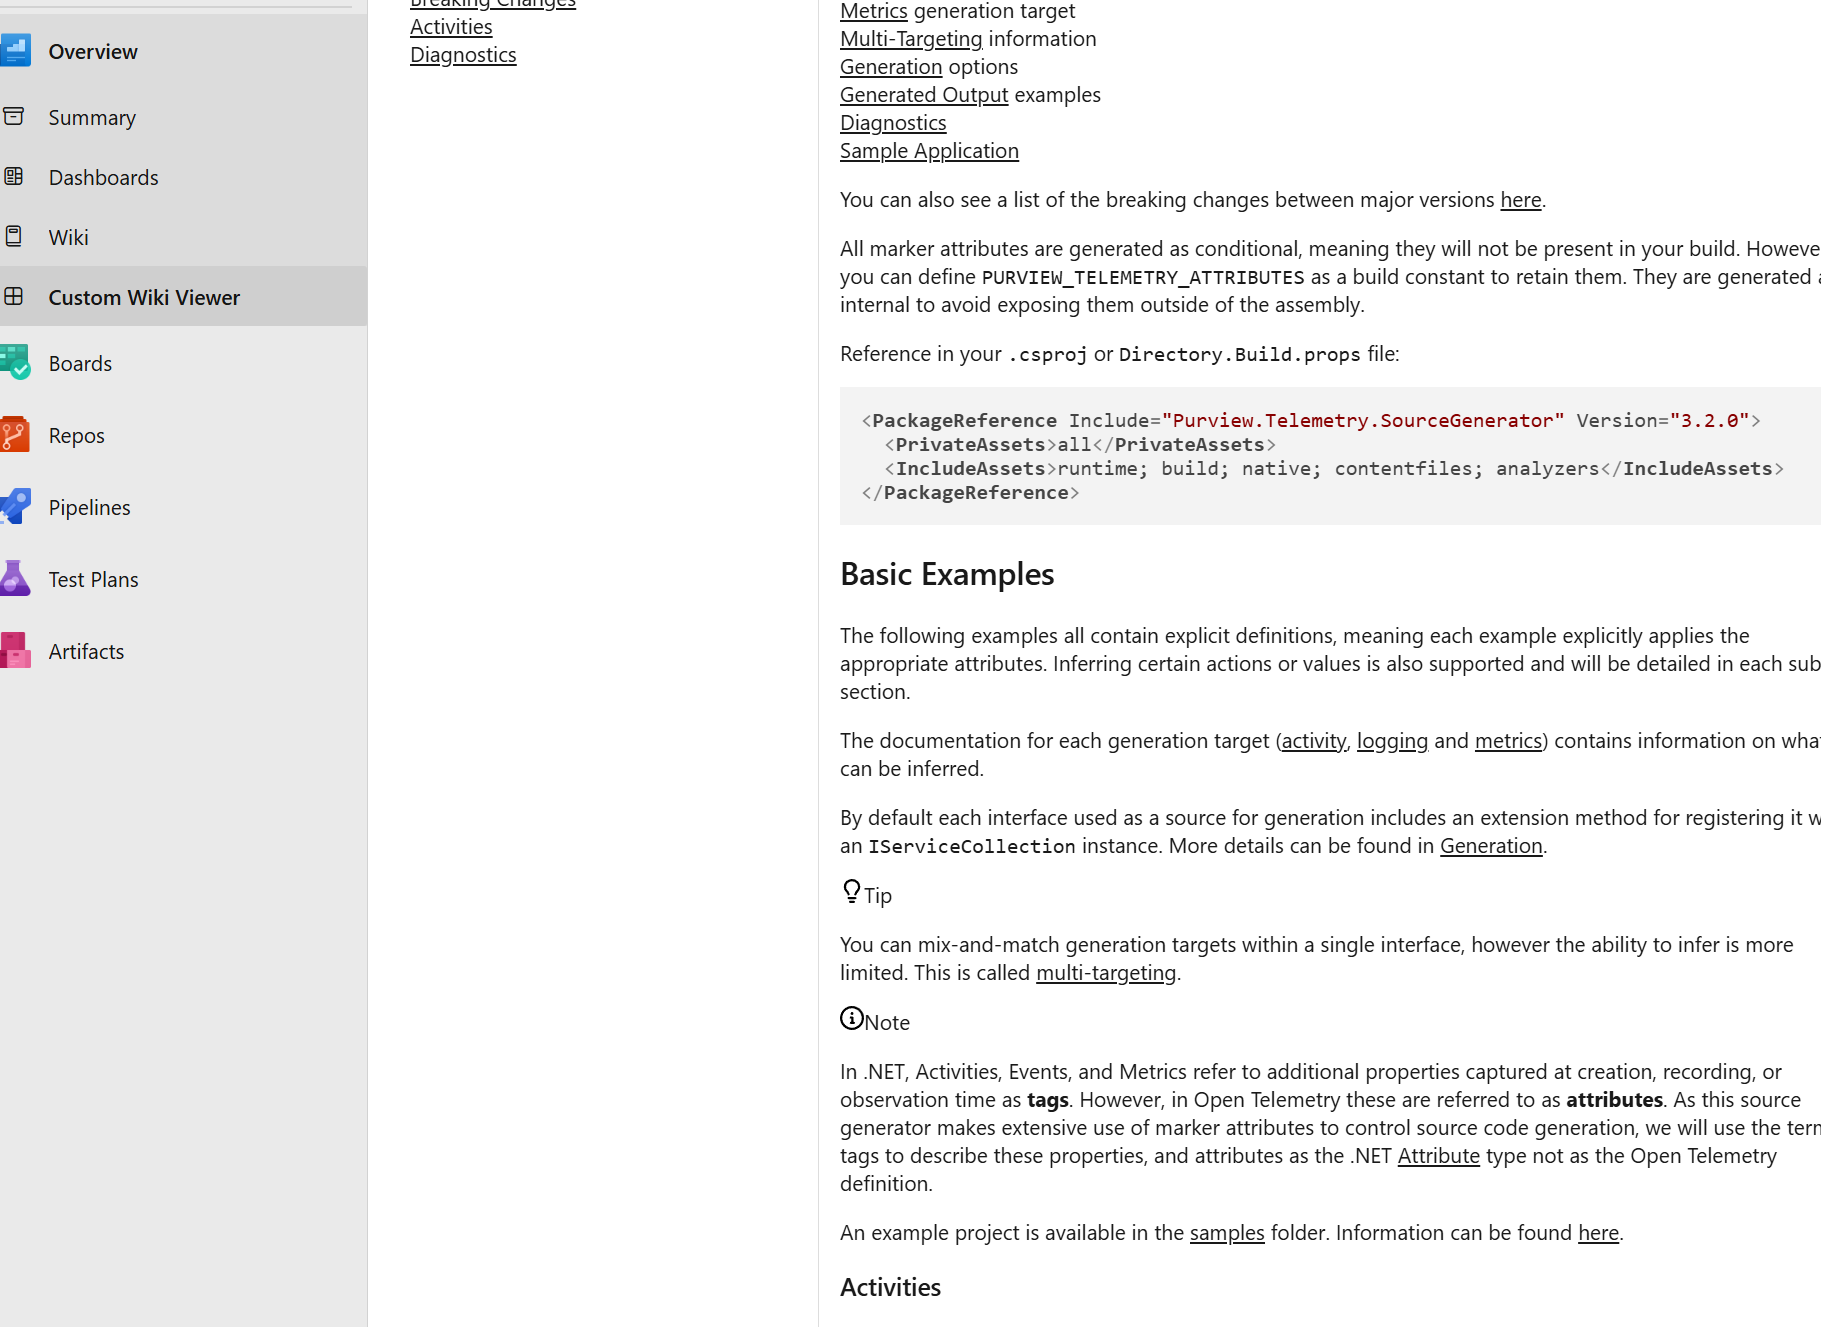 Overview
Summary
Dashboards
Wiki
Custom Wiki Viewer
Boards
Repos
Pipelines
Test Plans
Artifacts
Breaking Changes
Activities
Diagnostics
Metrics generation target
Multi-Targeting information
Generation options
Generated Output examples
Diagnostics
Sample Application
You can also see a list of the breaking changes between major versions here.
All marker attributes are generated as conditional, meaning they will not be present in your build. Howeve
you can define PURVIEW_TELEMETRY_ATTRIBUTES as a build constant to retain them. They are generated a
internal to avoid exposing them outside of the assembly.
Reference in your .csproj or Directory.Build.props file:
<PackageReference Include="Purview.Telemetry.SourceGenerator" Version="3.2.0">
<PrivateAssets>all</PrivateAssets>
<IncludeAssets>runtime; build; native; contentfiles; analyzers</IncludeAssets>
</PackageReference>
Basic Examples
The following examples all contain explicit definitions, meaning each example explicitly applies the
appropriate attributes. Inferring certain actions or values is also supported and will be detailed in each sub
section.
The documentation for each generation target (activity, logging and metrics) contains information on what
can be inferred.
By default each interface used as a source for generation includes an extension method for registering it w
an IServiceCollection instance. More details can be found in Generation.
Tip
You can mix-and-match generation targets within a single interface, however the ability to infer is more
limited. This is called multi-targeting.
Note
In .NET, Activities, Events, and Metrics refer to additional properties captured at creation, recording, or
observation time as tags. However, in Open Telemetry these are referred to as attributes. As this source
generator makes extensive use of marker attributes to control source code generation, we will use the term
tags to describe these properties, and attributes as the .NET Attribute type not as the Open Telemetry
definition.
An example project is available in the samples folder. Information can be found here.
Activities